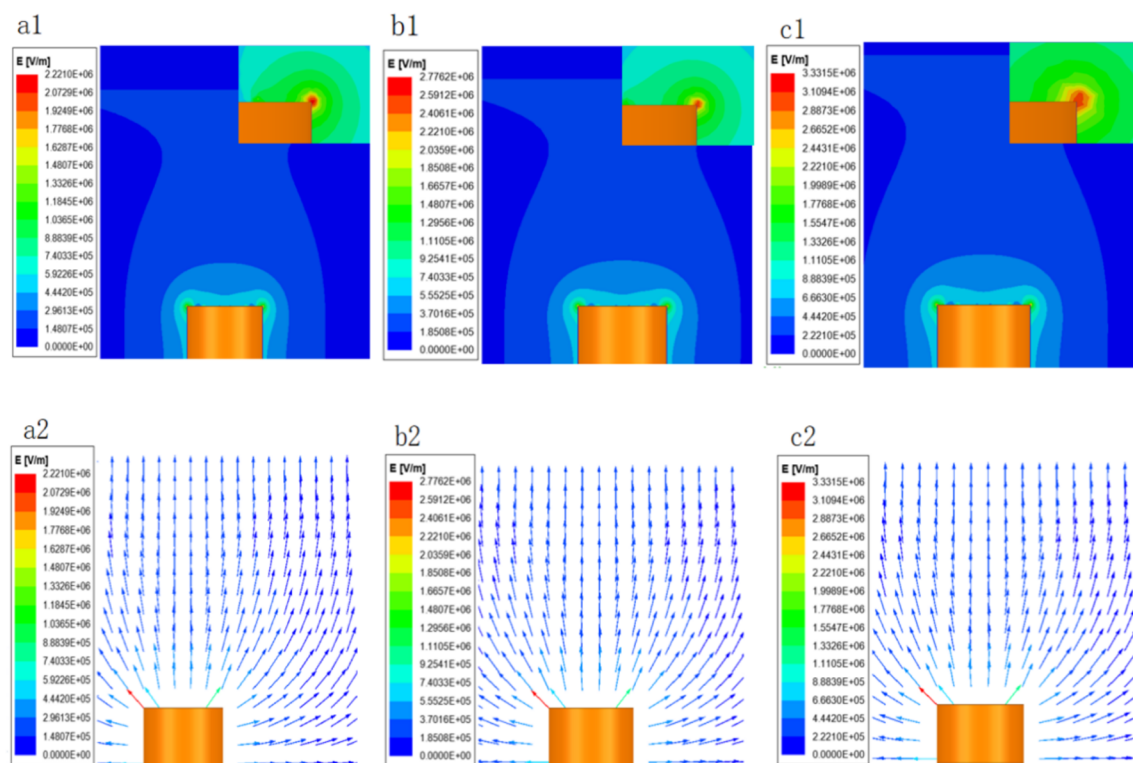 a1
E [V/m]
2.2210E+06
2.0729E+06
1.9249E+06
1.7768E+06
1.6287E+06
1.4807E+06
1.3326E+06
1.1845E+06
1.0365E+06
8.8839E+05
7.4033E+05
5.9226E+05
4.4420E+05
2.9613E+05
1.4807E+05
0.0000E+00
b1
E [V/m]
2.7762E+06
2.5912E+06
2.4061E+06
2.2210E+06
2.0359E+06
1.8508E+06
1.6657E+06
1.4807E+06
1.2956E+06
1.1105E+06
9.2541E+05
7.4033E+05
5.5525E+05
3.7016E+05
1.8508E+05
0.0000E+00
c1
E [V/m]
3.3315E+06
3.1094E+06
2.8873E+06
2.6652E+06
2.4431E+06
2.2210E+06
1.9989E+06
1.7768E+06
1.5547E+06
1.3326E+06
1.1105E+06
8.8839E+05
6.6630E+05
4.4420E+05
2.2210E+05
0.0000E+00
a2
E [V/m]
2.2210E+06
2.0729E+06
1.9249E+06
1.7768E+06
1.6287E+06
1.4807E+06
1.3326E+06
1.1845E+06
1.0365E+06
8.8839E+05
7.4033E+05
5.9226E+05
4.4420E+05
2.9613E+05
1.4807E+05
0.0000E+00
b2
E [V/m]
2.7762E+06
2.5912E+06
2.4061E+06
2.2210E+06
2.0359E+06
1.8508E+06
1.6657E+06
1.4807E+06
1.2956E+06
1.1105E+06
9.2541E+05
7.4033E+05
5.5525E+05
3.7016E+05
1.8508E+05
0.0000E+00
c2
E [V/m]
3.3315E+06
3.1094E+06
2.8873E+06
2.6652E+06
2.4431E+06
2.2210E+06
1.9989E+06
1.7768E+06
1.5547E+06
1.3326E+06
1.1105E+06
8.8839E+05
6.6630E+05
4.4420E+05
2.2210E+05
0.0000E+00